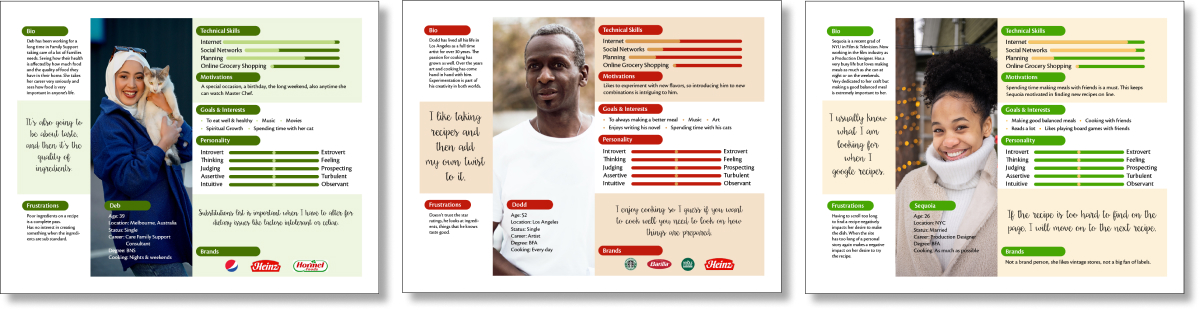 Bio
Deb has been working for a
long time in Family Support
taking care of a lot of families
needs. Seeing how their health
is affected by how much food
and the quality of food they
have in their home. She takes
her career very seriously and
sees how food is very
important in anyone's life.
It's also going to
be about taste,
and then it's the
quality of
ingredients.
Frustrations
Poor ingredients on a recipe
is a complete pass.
Has no interest in creating
something when the ingredi-
ents are sub standard.
Deb
Age: 39
Location: Melbourne, Australia
Status: Single
Career: Care Family Support
Consultant
Degree: BNS
Cooking: Nights & weekends
Technical Skills
Internet
Social Networks
Planning
Online Grocery Shopping
Motivations
A special occasion, a birthday, the long weekend, also anytime she
can watch Master Chef.
Goals & Interests
To eat well & healthy · Music · Movies
Spiritual Growth · Spending time with her cat
Personality
Introvert Extrovert
Thinking Feeling
Judging Prospecting
Assertive Turbulent
Intuitive Observant
Substitutions list is important when I have to alter for
dietary issues like lactose intolerant or celiac.
Brands
Heinz
Hormel
Foods
Bio
Dodd has lived all his life in
Los Angeles as a full time
artist for over 30 years. The
passion for cooking has
grown as well. Over the years
art and cooking has come
hand in hand with him.
Experimentation is part of
his creativity in both worlds.
I like taking
recipes and
then add
my own twist
to it.
Frustrations
Doesn't trust the star
ratings, he looks at ingredi-
ents, things that he knows
taste good.
Dodd
Age: 52
Location: Los Angeles
Status: Single
Career: Artist
Degree: BFA
Cooking: Every day
Technical Skills
Internet
Social Networks
Planning
Online Grocery Shopping
Motivations
Likes to experiment with new flavors, so introducing him to new
combinations is intriguing to him.
Goals & Interests
To always making a better meal · Music · Art
Enjoys writing his novel · Spending time with his cats
Personality
Introvert Extrovert
Thinking Feeling
Judging Prospecting
Assertive Turbulent
Intuitive Observant
I enjoy cooking so I guess if you want
to cook well you need to look on how
things are prepared.
Brands
Barilla
Heinz
Bio
Sequoia is a recent grad of
NYU in Film & Television. Now
working in the film industry as
a Production Designer. Has a
very busy life but loves making
meals as much as she can at
night or on the weekends.
Very dedicated to her craft but
making a good balanced meal
is extremely important to her.
I usually know
what I am
looking for
when I
google recipes.
Frustrations
Having to scroll too long
to find a recipe negatively
impacts her desire to make
the dish. When the site
has too long of a personal
story again makes a negative
impact on her desire to try
the recipe.
Sequoia
Age: 26
Location: NYC
Status: Married
Career: Production Designer
Degree: BFA
Cooking: As much as possible
Technical Skills
Internet
Social Networks
Planning
Online Grocery Shopping
Motivations
Spending time making meals with friends is a must. This keeps
Sequoia motivated in finding new recipes on line.
Goals & Interests
Making good balanced meals · Cooking with friends
Reads a lot · Likes playing board games with friends
Personality
Introvert Extrovert
Thinking Feeling
Judging Prospecting
Assertive Turbulent
Intuitive Observant
If the recipe is too hard to find on the
page, I will move on to the next recipe.
Brands
Not a brand person, she likes vintage stores, not a big fan of labels.